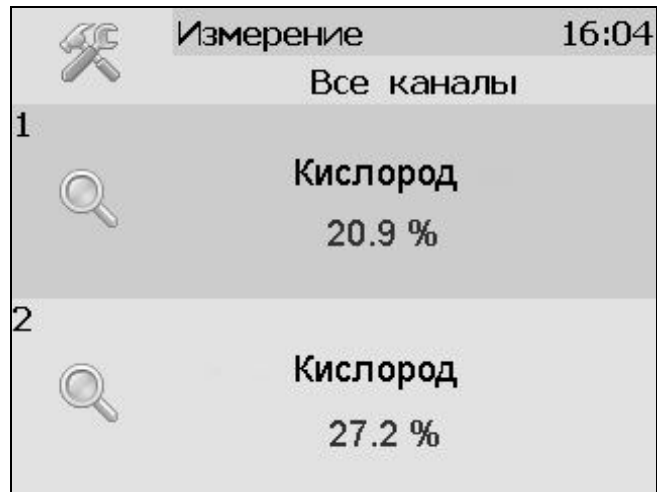 Измерение 16:04
Все каналы
1
Кислород
20.9 %
2
Кислород
27.2 %